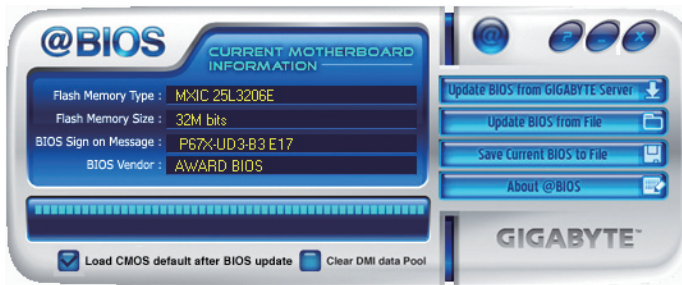 @BIOS
CURRENT MOTHERBOARD
INFORMATION
Flash Memory Type : MXIC 25L3206E
Flash Memory Size : 32M bits
BIOS Sign on Message : P67X-UD3-B3 E17
BIOS Vendor : AWARD BIOS
Load CMOS default after BIOS update
Clear DMI data Pool
@
? – X
Update BIOS from GIGABYTE Server
Update BIOS from File
Save Current BIOS to File
About @BIOS
GIGABYTE™